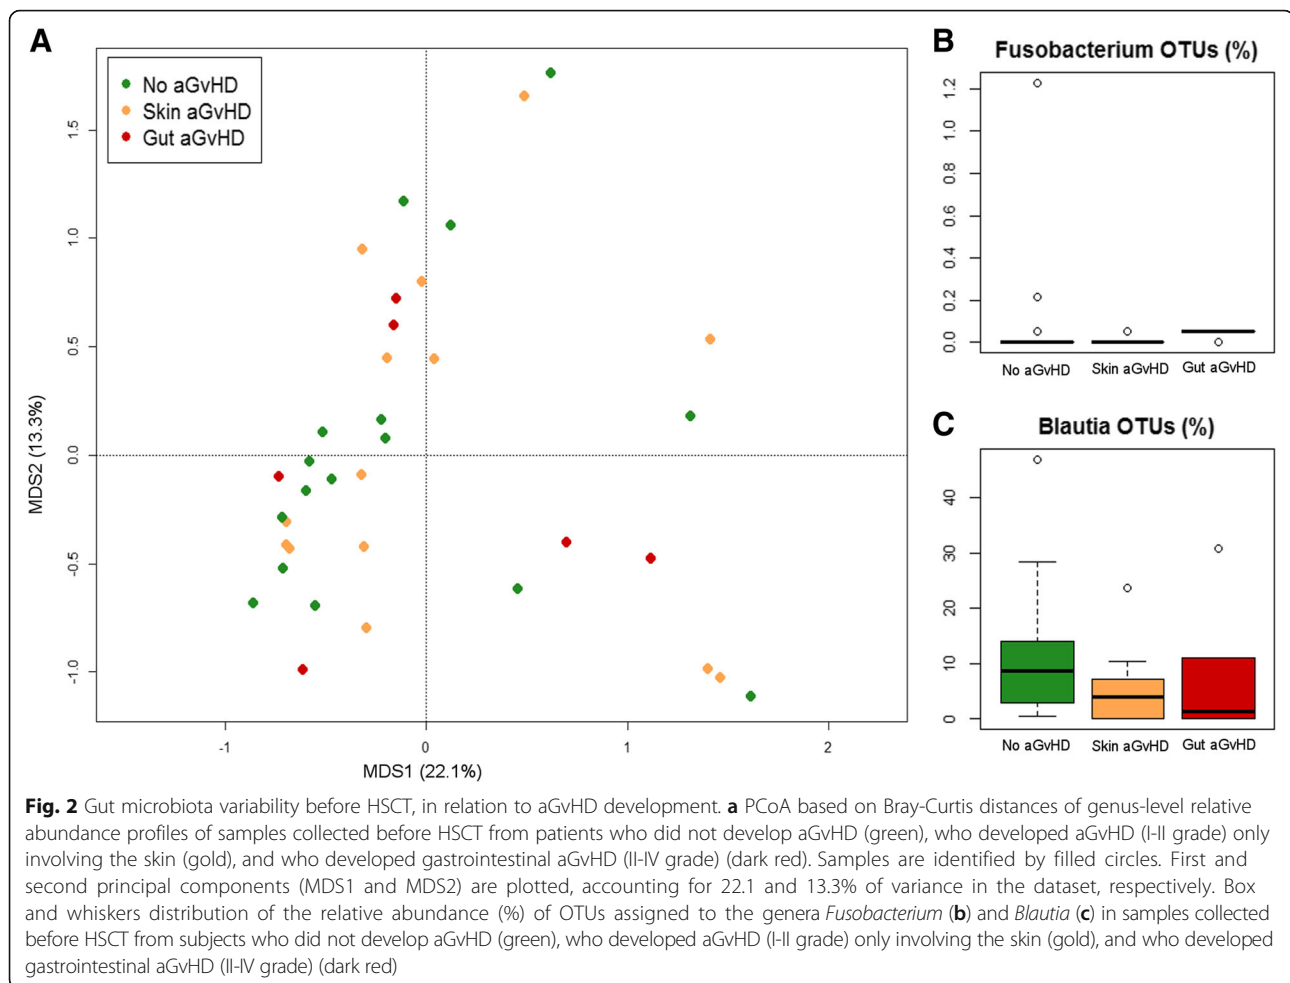 A
No aGvHD
Skin aGvHD
Gut aGvHD
1.5
1.0
0.5
0.0
-0.5
-1.0
MDS2 (13.3%)
-1
0
1
2
MDS1 (22.1%)
B
Fusobacterium OTUs (%)
1.2
1.0
0.8
0.6
0.4
0.2
0.0
No aGvHD
Skin aGvHD
Gut aGvHD
C
Blautia OTUs (%)
40
30
20
10
0
No aGvHD
Skin aGvHD
Gut aGvHD
Fig. 2 Gut microbiota variability before HSCT, in relation to aGvHD development. a PCoA based on Bray-Curtis distances of genus-level relative
abundance profiles of samples collected before HSCT from patients who did not develop aGvHD (green), who developed aGvHD (I-II grade) only
involving the skin (gold), and who developed gastrointestinal aGvHD (II-IV grade) (dark red). Samples are identified by filled circles. First and
second principal components (MDS1 and MDS2) are plotted, accounting for 22.1 and 13.3% of variance in the dataset, respectively. Box
and whiskers distribution of the relative abundance (%) of OTUs assigned to the genera Fusobacterium (b) and Blautia (c) in samples collected
before HSCT from subjects who did not develop aGvHD (green), who developed aGvHD (I-II grade) only involving the skin (gold), and who developed
gastrointestinal aGvHD (II-IV grade) (dark red)